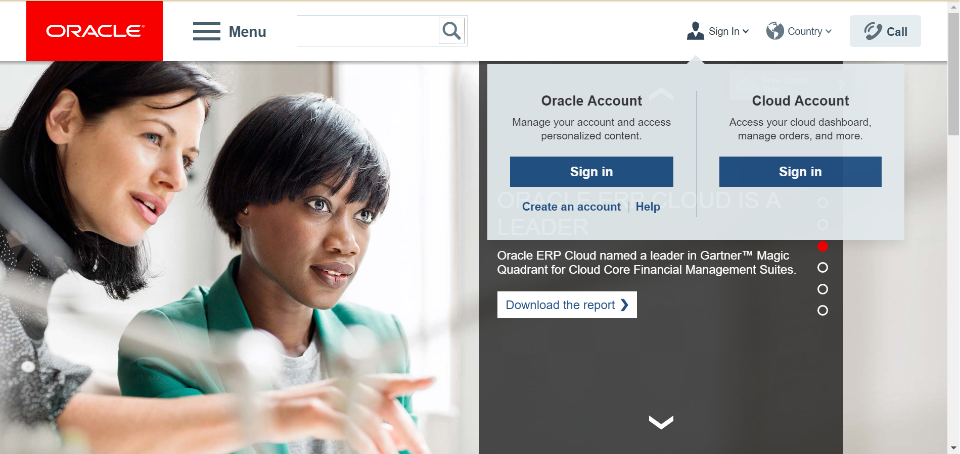 ORACLE
Menu
Sign In
Country
Call
Oracle Account
Manage your account and access
personalized content.
Sign in
Create an account | Help
Cloud Account
Access your cloud dashboard,
manage orders, and more.
Sign in
ORACLE ERP CLOUD IS A
LEADER
Oracle ERP Cloud named a leader in Gartner™ Magic
Quadrant for Cloud Core Financial Management Suites.
Download the report